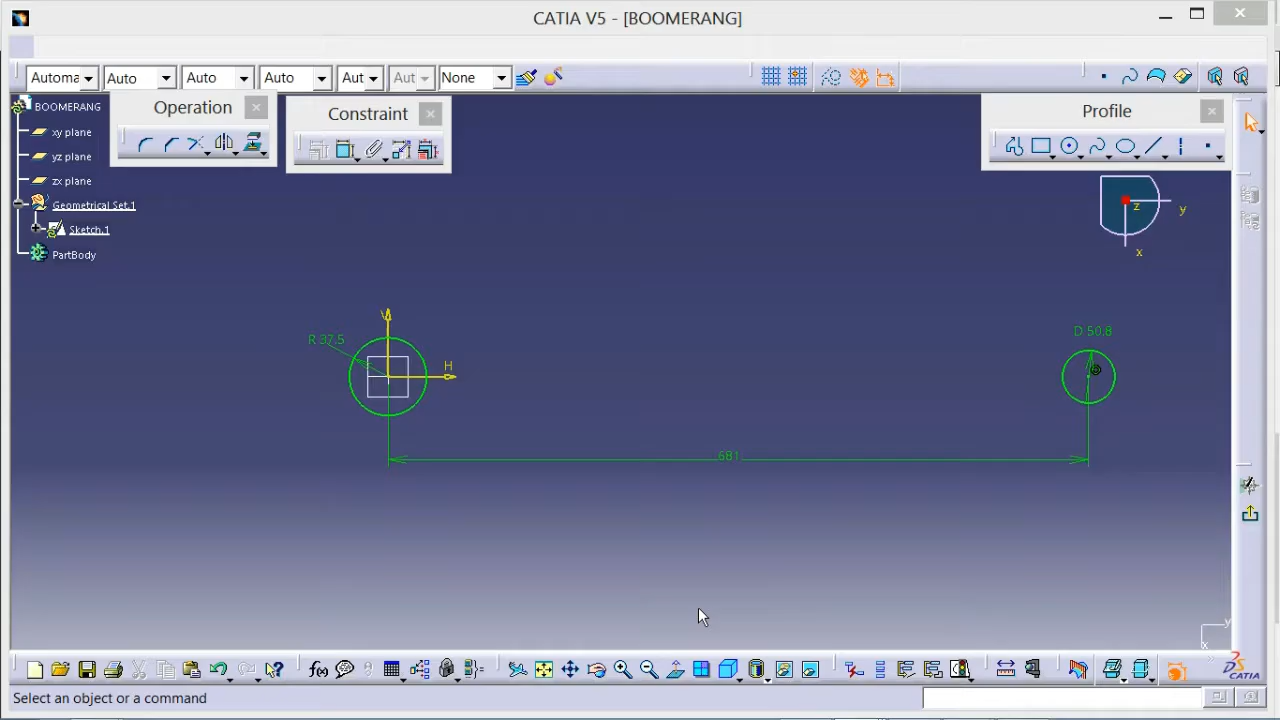 CATIA V5 - [BOOMERANG]
Automa Auto Auto Auto Aut Aut None
BOOMERANG
Operation
Constraint
Profile
xy plane
yz plane
zx plane
Geometrical Set.1
Sketch.1
PartBody
z
y
x
V
H
R 37.5
D 50.8
681
y
x
f(x)
CATIA
Select an object or a command